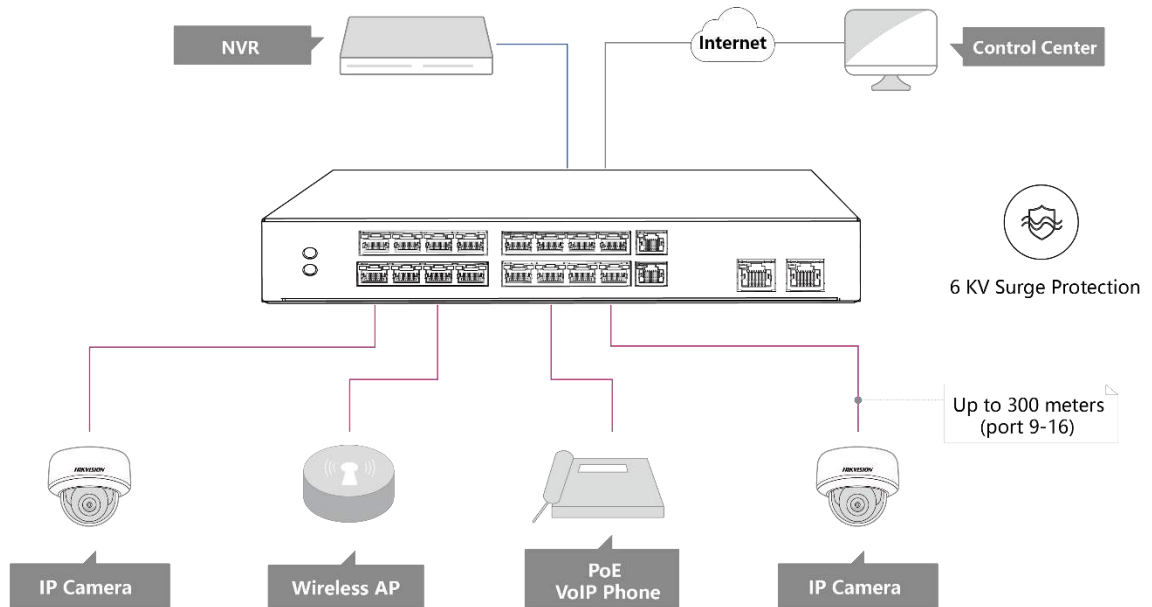 NVR
Internet
Control Center
6 KV Surge Protection
Up to 300 meters
(port 9-16)
HIKVISION
HIKVISION
IP Camera
Wireless AP
PoE
VoIP Phone
IP Camera